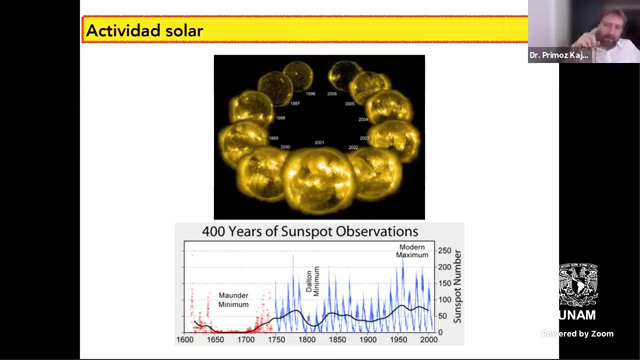 Actividad solar
Dr. Primoz Kaj...
1996
2006
1997
2005
1998
2004
1999
2003
2000
2001
2002
400 Years of Sunspot Observations
Modern
Maximum
250
200
150
100
50
0
Maunder
Minimum
Dalton
Minimum
Sunspot Number
1600
1650
1700
1750
1800
1850
1900
1950
2000
UNAM
Powered by Zoom